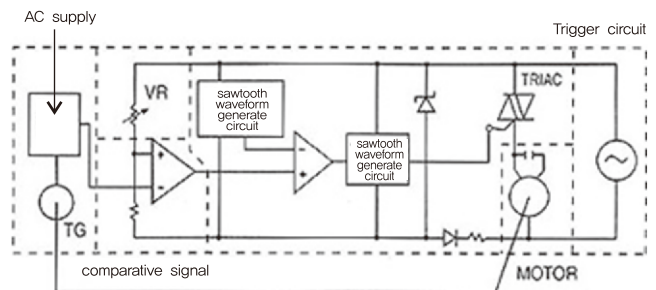 AC supply
Trigger circuit
VR
TRIAC
sawtooth
waveform
generate
circuit
sawtooth
waveform
generate
circuit
+
-
-
+
TG
comparative signal
MOTOR